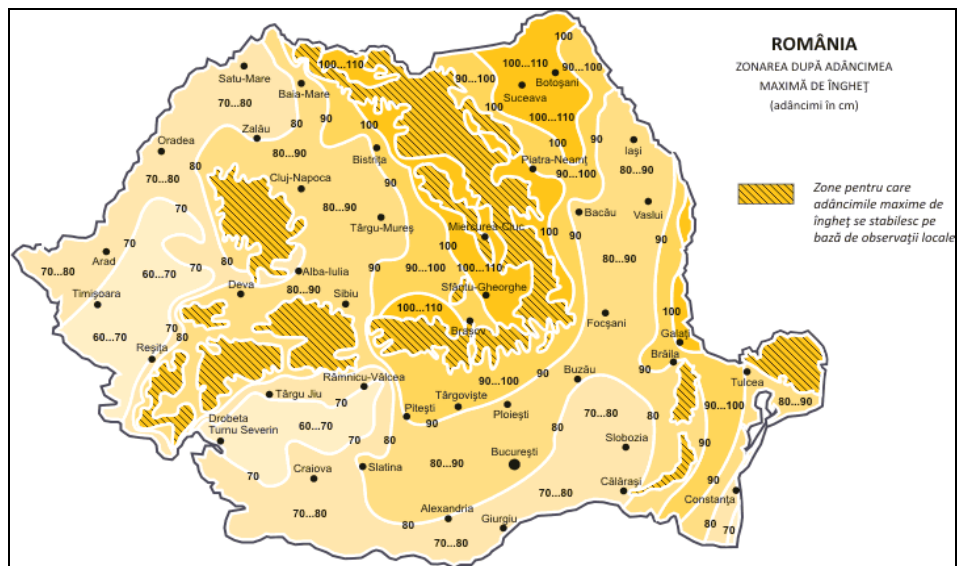 ROMÂNIA
ZONAREA DUPĂ ADÂNCIMEA
MAXIMĂ DE ÎNGHEȚ
(adâncimi în cm)
Zone pentru care
adâncimile maxime de
îngheț se stabilesc pe
bază de observații locale
100
100...110
90...100
100...110
90...100
Botoșani
Satu-Mare
Baia-Mare
Suceava
70...80
100
80
90
100...110
100
Zalău
100
90
Oradea
80...90
Iași
Bistrița
Piatra-Neamț
80
90...100
80...90
70...80
Cluj-Napoca
90
70
80...90
Târgu-Mureș
Bacău
Vaslui
Miercurea-Ciuc
100
90
90
70
100
Arad
70...80
60...70
70
80
Alba-Iulia
90
90...100
100...110
80...90
Deva
80...90
Sfântu-Gheorghe
Timișoara
Sibiu
100...110
100
Focșani
Brașov
70
60...70
80
Galați
Reșița
Brăila
Buzău
90
90
Râmnicu-Vâlcea
90...100
Tulcea
Târgu Jiu
70
Târgoviște
90...100
80...90
Pitești
Ploiești
70...80
80
Drobeta
Turnu Severin
60...70
90
70
80
Slobozia
90
București
80...90
Craiova
Slatina
70
Călărași
90
70...80
Constanța
70...80
Alexandria
80
Giurgiu
80
70
70...80